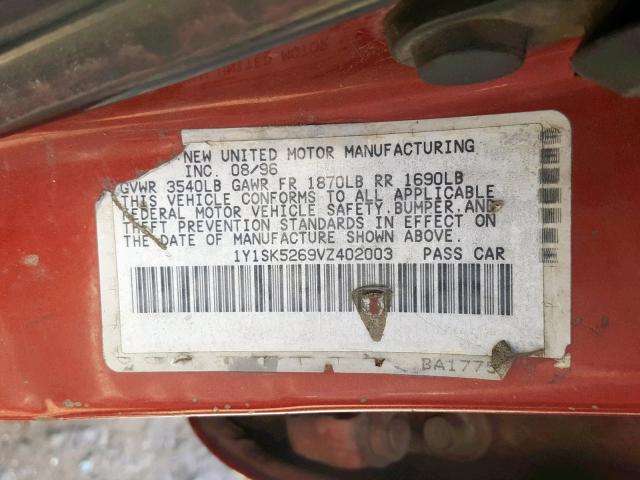 NEW UNITED MOTOR MANUFACTURING
INC. 08/96
GVWR 3540LB GAWR FR 1870LB RR 1690LB
THIS VEHICLE CONFORMS TO ALL APPLICABLE
FEDERAL MOTOR VEHICLE SAFETY,BUMPER,AND
THEFT PREVENTION STANDARDS IN EFFECT ON
THE DATE OF MANUFACTURE SHOWN ABOVE.
1Y1SK5269VZ402003 PASS CAR
BA1775